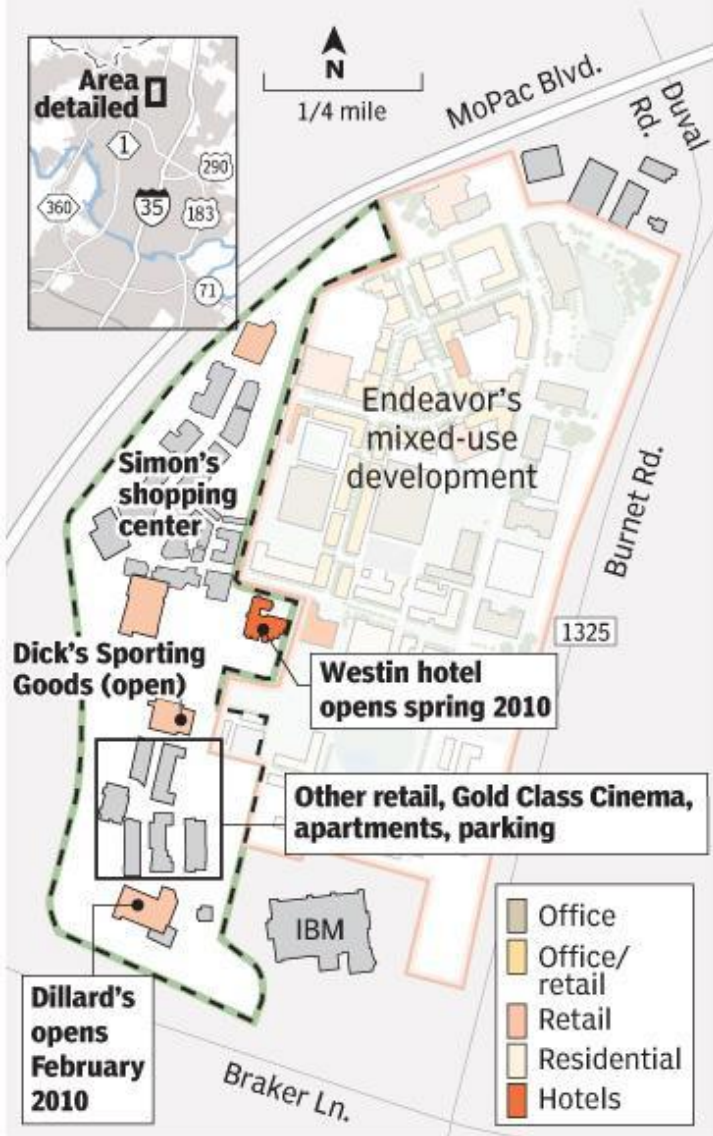 Area
detailed
1
290
360
35
183
71
N
1/4 mile
MoPac Blvd.
Duval
Rd.
Endeavor's
mixed-use
development
Simon's
shopping
center
Burnet Rd.
1325
Dick's Sporting
Goods (open)
Westin hotel
opens spring 2010
Other retail, Gold Class Cinema,
apartments, parking
IBM
Dillard's
opens
February
2010
Braker Ln.
Office
Office/
retail
Retail
Residential
Hotels